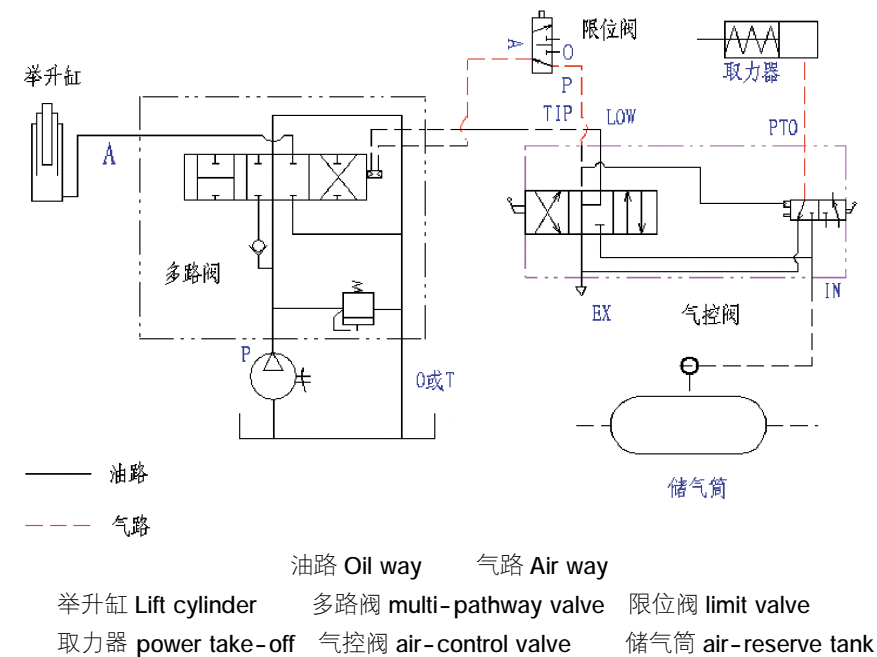 限位阀
A
O
P
取力器
举升缸
TIP
LOW
PTO
A
多路阀
EX
气控阀
IN
P
O或T
储气筒
油路
气路
油路 Oil way 气路 Air way
举升缸 Lift cylinder 多路阀 multi-pathway valve 限位阀 limit valve
取力器 power take-off 气控阀 air-control valve 储气筒 air-reserve tank